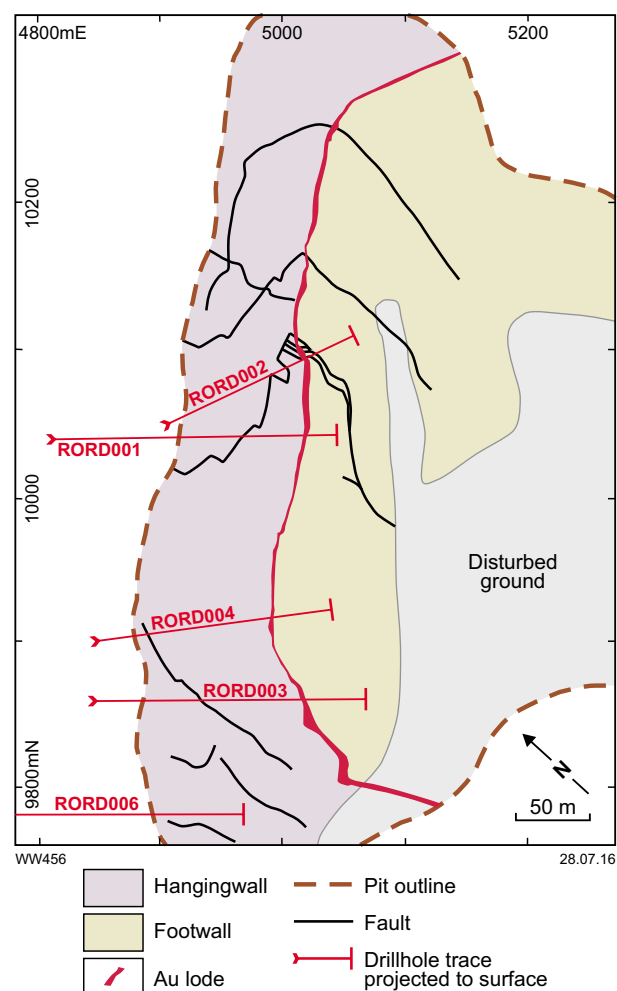 4800mE 5000 5200
10200
RORD002
RORD001
10000
Disturbed
ground
RORD004
RORD003
9800mN
N
RORD006
50 m
WW456 28.07.16
Hangingwall
Pit outline
Footwall
Fault
Au lode
Drillhole trace
projected to surface